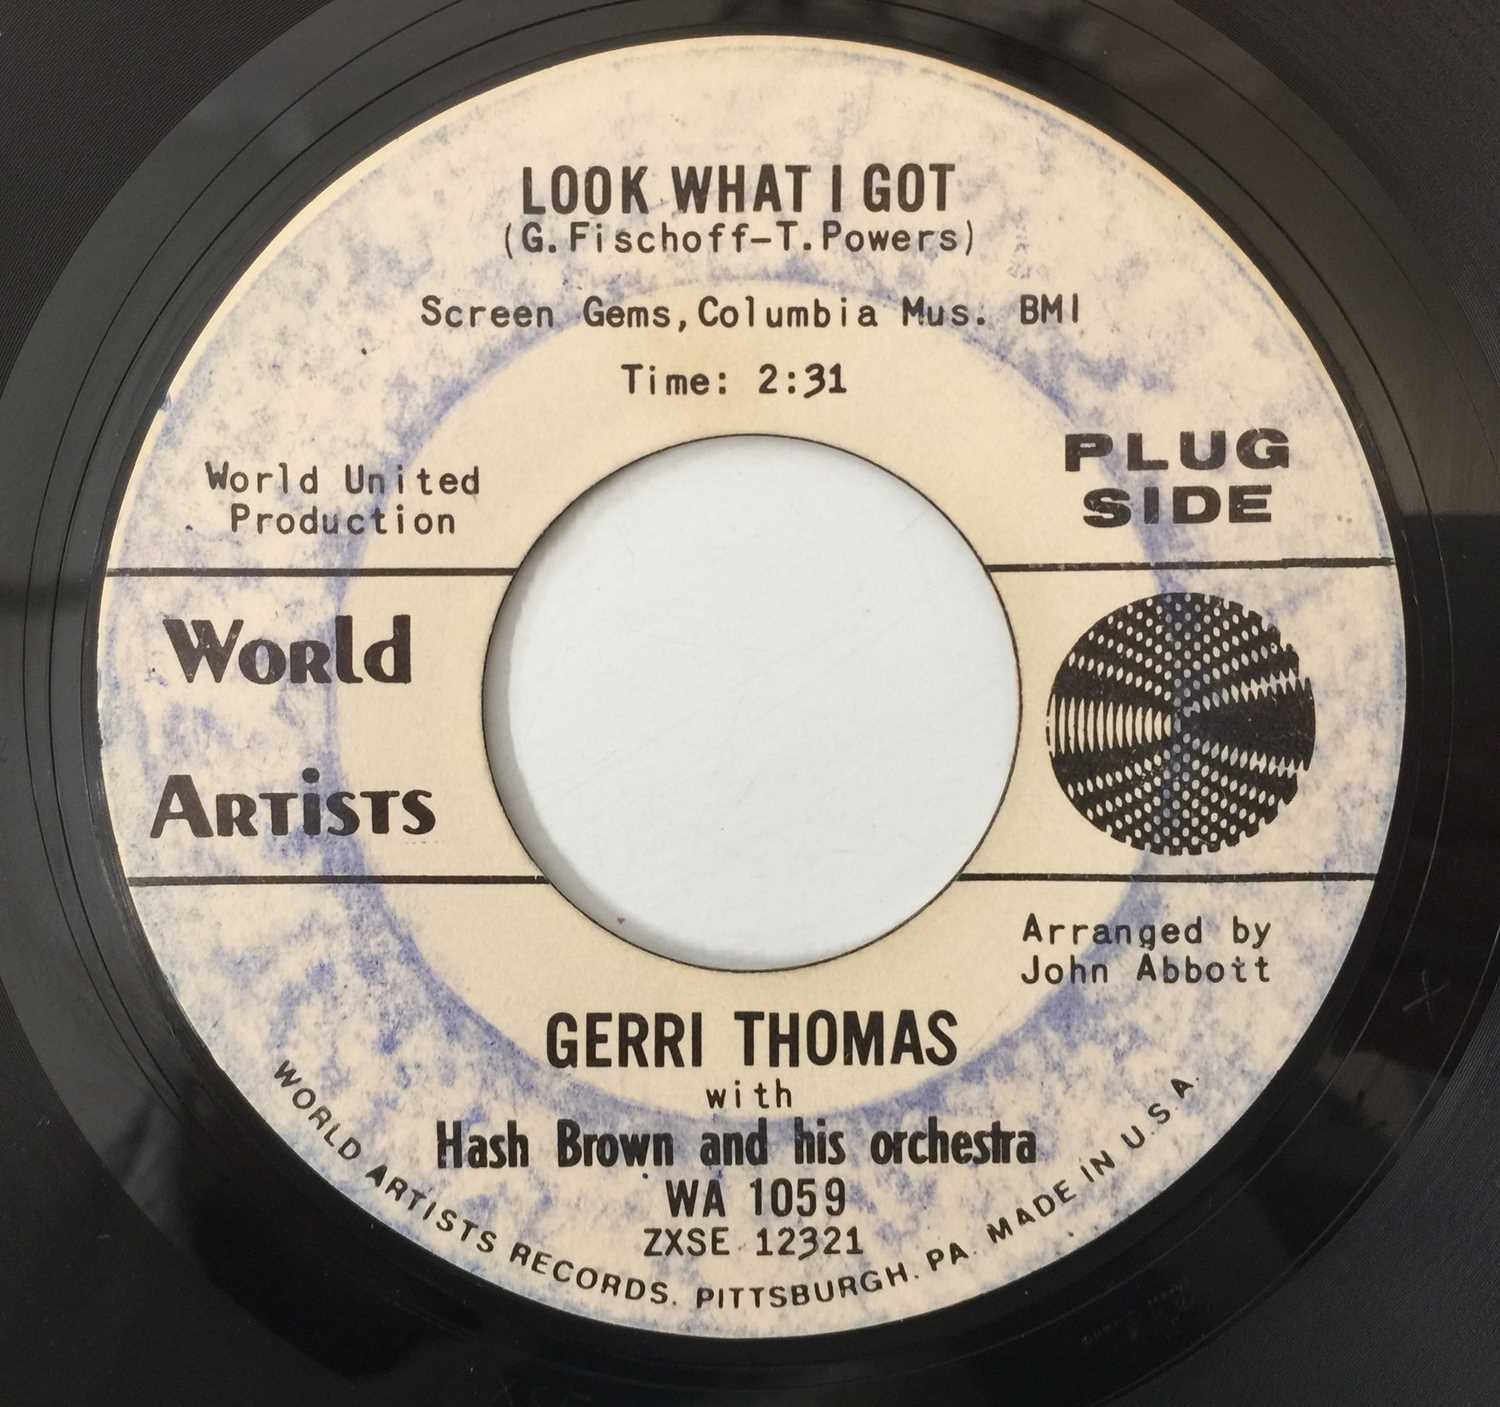 LOOK WHAT I GOT
(G. Fischoff-T. Powers)
Screen Gems, Columbia Mus. BMI
Time: 2:31
World United
Production
PLUG
SIDE
World
Artists
Arranged by
John Abbott
GERRI THOMAS
with
Hash Brown and his orchestra
WA 1059
ZXSE 12321
WORLD ARTISTS RECORDS. PITTSBURGH. PA. MADE IN U.S.A.